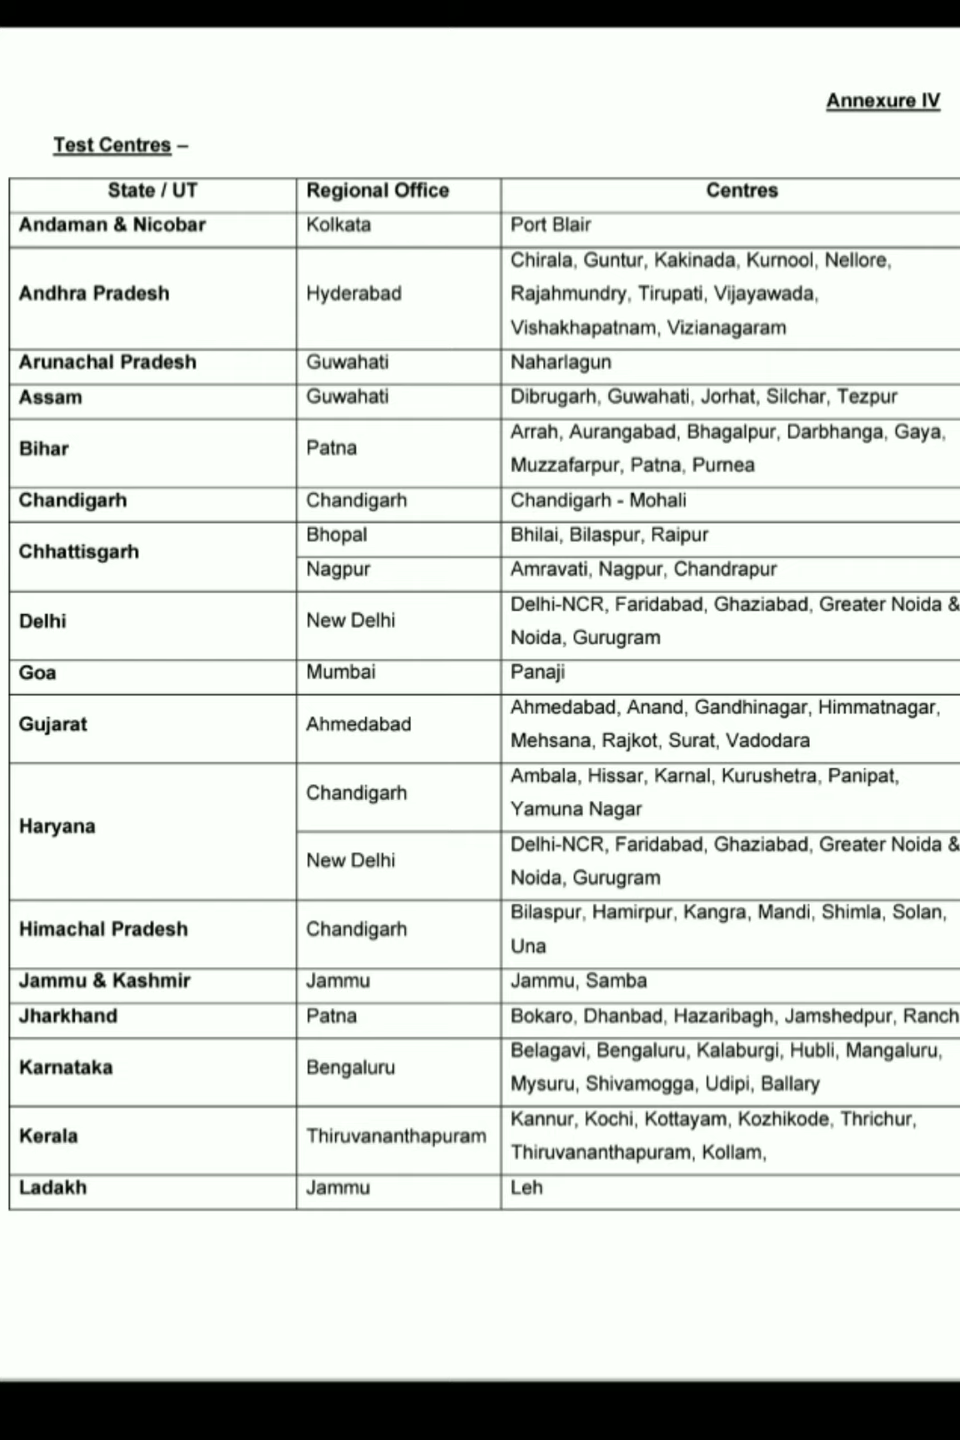 Annexure IV
Test Centres –
State / UT Regional Office Centres
Andaman & Nicobar Kolkata Port Blair
Andhra Pradesh Hyderabad Chirala, Guntur, Kakinada, Kurnool, Nellore,
Rajahmundry, Tirupati, Vijayawada,
Vishakhapatnam, Vizianagaram
Arunachal Pradesh Guwahati Naharlagun
Assam Guwahati Dibrugarh, Guwahati, Jorhat, Silchar, Tezpur
Bihar Patna Arrah, Aurangabad, Bhagalpur, Darbhanga, Gaya,
Muzzafarpur, Patna, Purnea
Chandigarh Chandigarh Chandigarh - Mohali
Chhattisgarh Bhopal Bhilai, Bilaspur, Raipur
Nagpur Amravati, Nagpur, Chandrapur
Delhi New Delhi Delhi-NCR, Faridabad, Ghaziabad, Greater Noida &
Noida, Gurugram
Goa Mumbai Panaji
Gujarat Ahmedabad Ahmedabad, Anand, Gandhinagar, Himmatnagar,
Mehsana, Rajkot, Surat, Vadodara
Haryana Chandigarh Ambala, Hissar, Karnal, Kurushetra, Panipat,
Yamuna Nagar
New Delhi Delhi-NCR, Faridabad, Ghaziabad, Greater Noida &
Noida, Gurugram
Himachal Pradesh Chandigarh Bilaspur, Hamirpur, Kangra, Mandi, Shimla, Solan,
Una
Jammu & Kashmir Jammu Jammu, Samba
Jharkhand Patna Bokaro, Dhanbad, Hazaribagh, Jamshedpur, Ranch
Karnataka Bengaluru Belagavi, Bengaluru, Kalaburgi, Hubli, Mangaluru,
Mysuru, Shivamogga, Udipi, Ballary
Kerala Thiruvananthapuram Kannur, Kochi, Kottayam, Kozhikode, Thrichur,
Thiruvananthapuram, Kollam,
Ladakh Jammu Leh